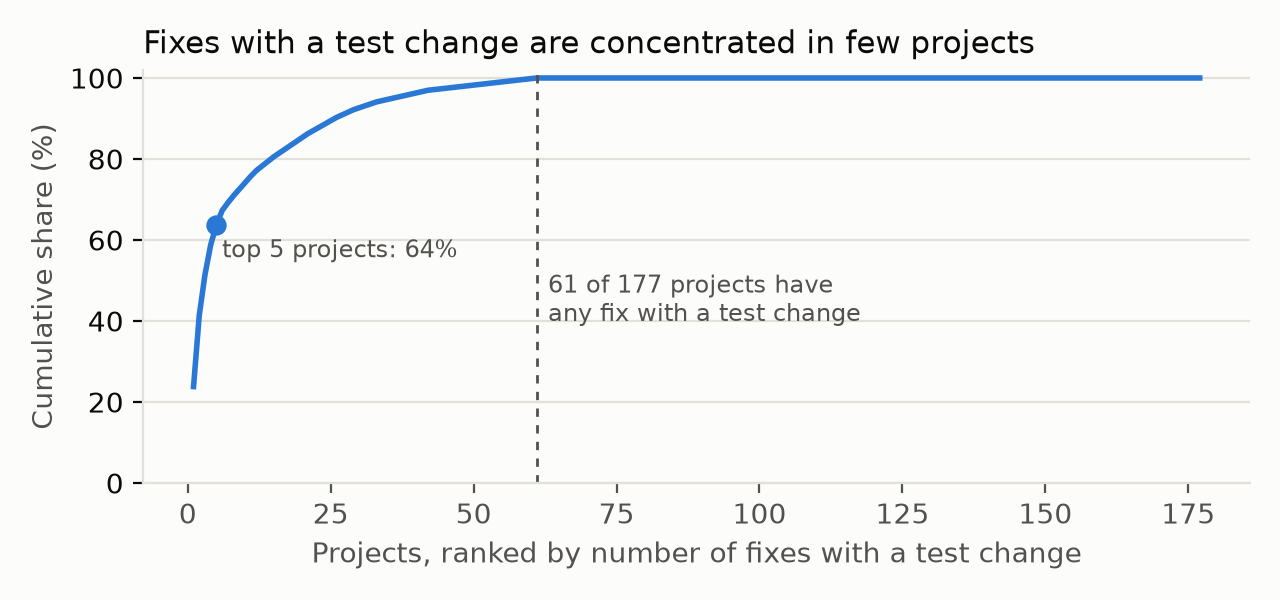 Fixes with a test change are concentrated in few projects
Cumulative share (%)
100
80
60
40
20
0
top 5 projects: 64%
61 of 177 projects have
any fix with a test change
0 25 50 75 100 125 150 175
Projects, ranked by number of fixes with a test change